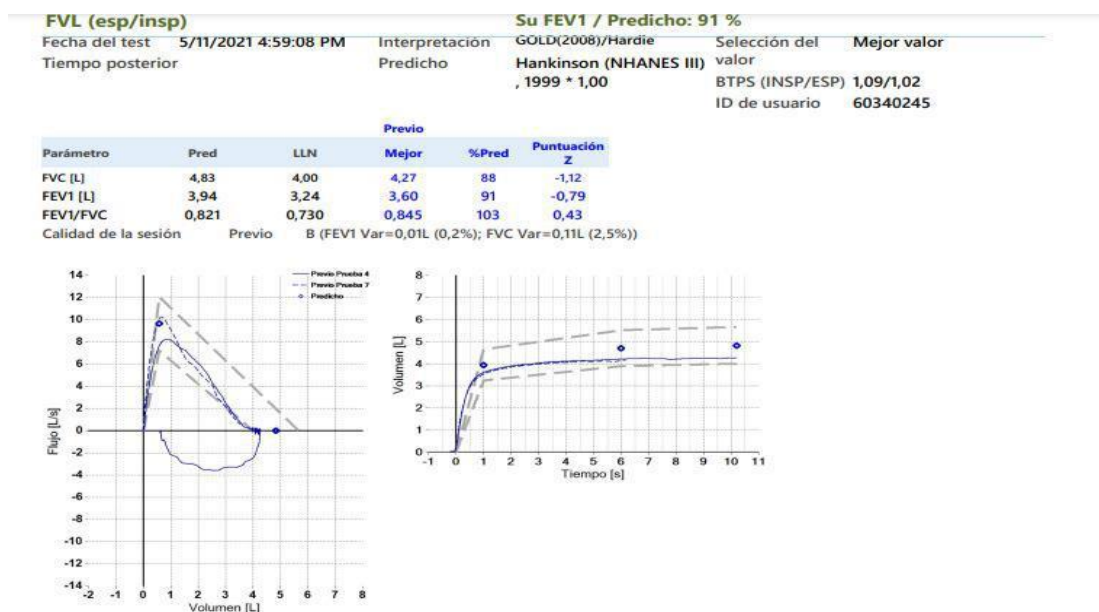 FVL (esp/insp) Su FEV1 / Predicho: 91 %
Fecha del test 5/11/2021 4:59:08 PM Interpretación GOLD(2008)/Hardie Selección del valor Mejor valor
Tiempo posterior Predicho Hankinson (NHANES III) , 1999 * 1,00 BTPS (INSP/ESP) 1,09/1,02
ID de usuario 60340245
Previo
Parámetro Pred LLN Mejor %Pred Puntuación Z
FVC [L] 4,83 4,00 4,27 88 -1,12
FEV1 [L] 3,94 3,24 3,60 91 -0,79
FEV1/FVC 0,821 0,730 0,845 103 0,43
Calidad de la sesión Previo B (FEV1 Var=0,01L (0,2%); FVC Var=0,11L (2,5%))
Previo Prueba 4
Previo Prueba 7
Predicho
14
12
10
8
6
4
2
0
-2
-4
-6
-8
-10
-12
-14
Flujo [L/s]
-2 -1 0 1 2 3 4 5 6 7 8
Volumen [L]
8
7
6
5
4
3
2
1
0
Volumen [L]
-1 0 1 2 3 4 5 6 7 8 9 10 11
Tiempo [s]